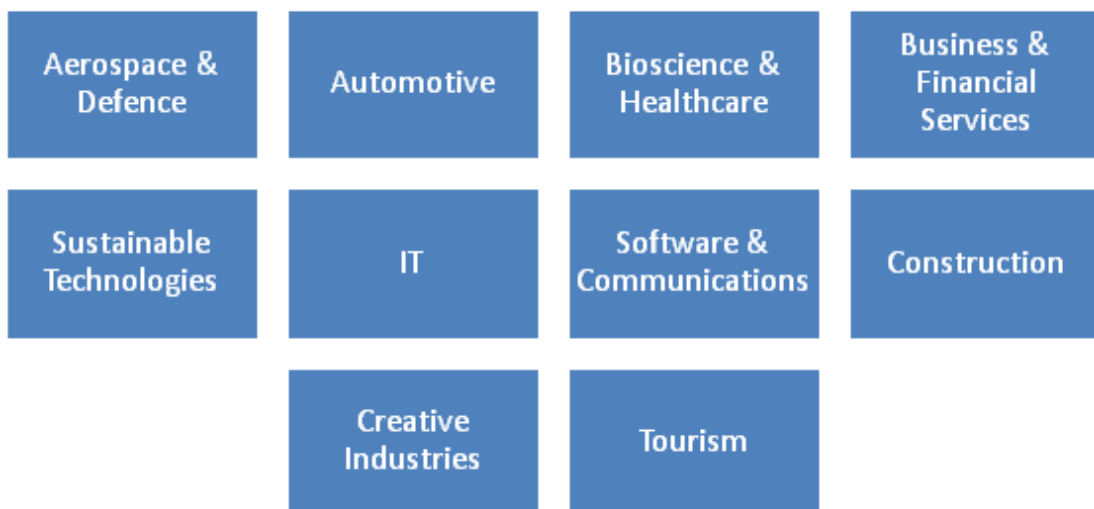 Aerospace &
Defence
Automotive
Bioscience &
Healthcare
Business &
Financial
Services
Sustainable
Technologies
IT
Software &
Communications
Construction
Creative
Industries
Tourism